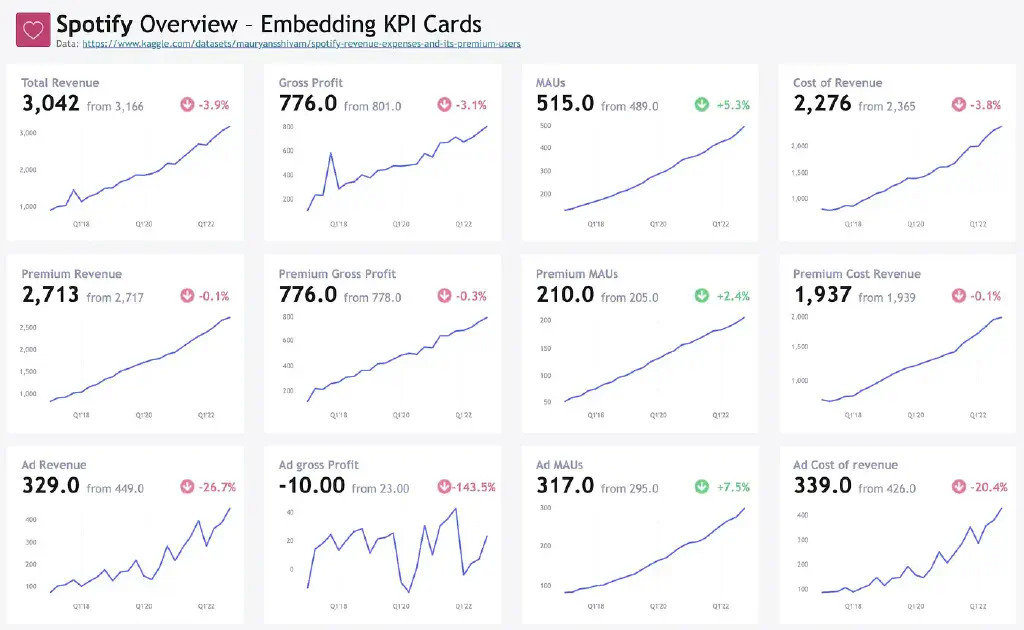 Spotify Overview – Embedding KPI Cards
Data: https://www.kaggle.com/datasets/mauryansshivam/spotify-revenue-expenses-and-its-premium-users
Total Revenue
3,042 from 3,166 -3.9%
3,000
2,000
1,000
Q1'18 Q1'20 Q1'22
Gross Profit
776.0 from 801.0 -3.1%
800
600
400
200
Q1'18 Q1'20 Q1'22
MAUs
515.0 from 489.0 +5.3%
500
400
300
200
Q1'18 Q1'20 Q1'22
Cost of Revenue
2,276 from 2,365 -3.8%
2,000
1,500
1,000
Q1'18 Q1'20 Q1'22
Premium Revenue
2,713 from 2,717 -0.1%
2,500
2,000
1,500
1,000
Q1'18 Q1'20 Q1'22
Premium Gross Profit
776.0 from 778.0 -0.3%
800
600
400
200
Q1'18 Q1'20 Q1'22
Premium MAUs
210.0 from 205.0 +2.4%
200
150
100
50
Q1'18 Q1'20 Q1'22
Premium Cost Revenue
1,937 from 1,939 -0.1%
2,000
1,500
1,000
Q1'18 Q1'20 Q1'22
Ad Revenue
329.0 from 449.0 -26.7%
400
300
200
100
Q1'18 Q1'20 Q1'22
Ad gross Profit
-10.00 from 23.00 -143.5%
40
20
0
Q1'18 Q1'20 Q1'22
Ad MAUs
317.0 from 295.0 +7.5%
300
200
100
Q1'18 Q1'20 Q1'22
Ad Cost of revenue
339.0 from 426.0 -20.4%
400
300
200
100
Q1'18 Q1'20 Q1'22